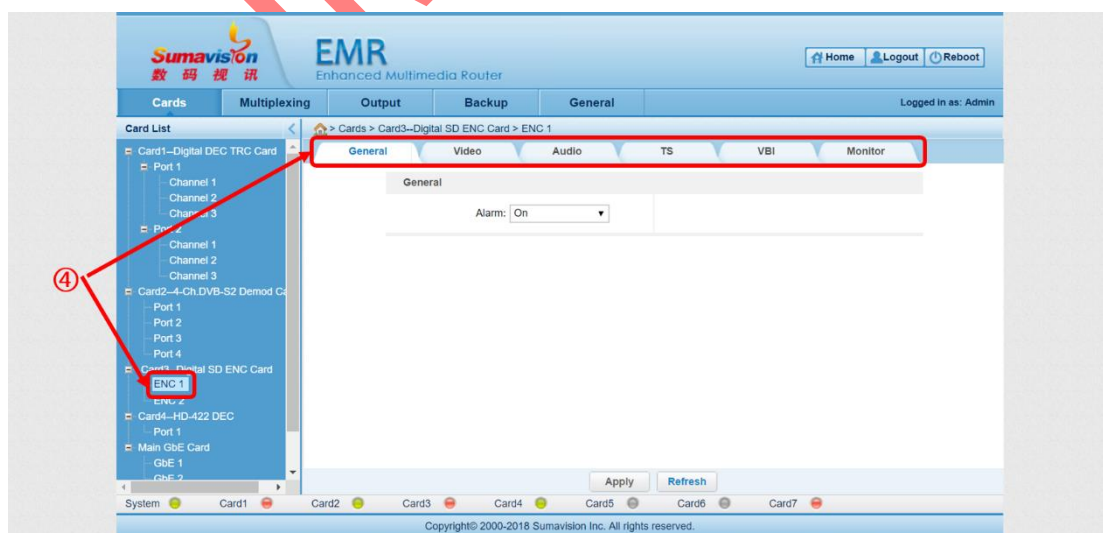 Sumavision
数 码 视 讯
EMR
Enhanced Multimedia Router
Home Logout Reboot
Cards Multiplexing Output Backup General
Logged in as: Admin
Card List
> Cards > Card3--Digital SD ENC Card > ENC 1
General Video Audio TS VBI Monitor
Card1--Digital DEC TRC Card
Port 1
Channel 1
Channel 2
Channel 3
Port 2
Channel 1
Channel 2
Channel 3
Card2--4-Ch.DVB-S2 Demod Ca
Port 1
Port 2
Port 3
Port 4
Card3--Digital SD ENC Card
ENC 1
ENC 2
Card4--HD-422 DEC
Port 1
Main GbE Card
GbE 1
GbE 2
General
Alarm: On
④
Apply Refresh
System Card1 Card2 Card3 Card4 Card5 Card6 Card7
Copyright© 2000-2018 Sumavision Inc. All rights reserved.